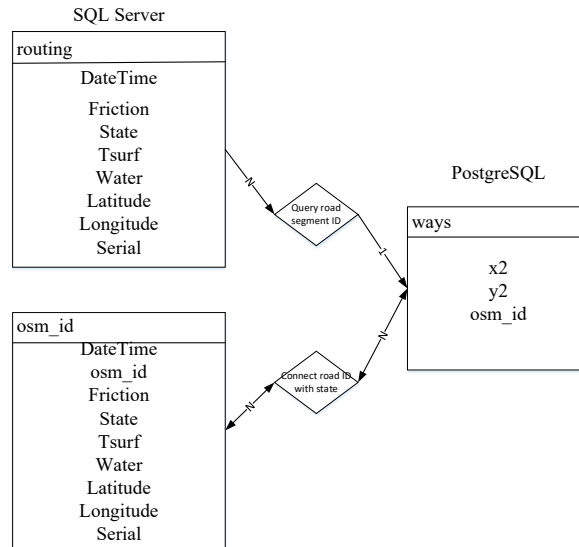 SQL Server
routing
DateTime
Friction
State
Tsurf
Water
Latitude
Longitude
Serial
N
Query road
segment ID
1
PostgreSQL
ways
x2
y2
osm_id
osm_id
DateTime
osm_id
Friction
State
Tsurf
Water
Latitude
Longitude
Serial
N
Connect road ID
with state
N